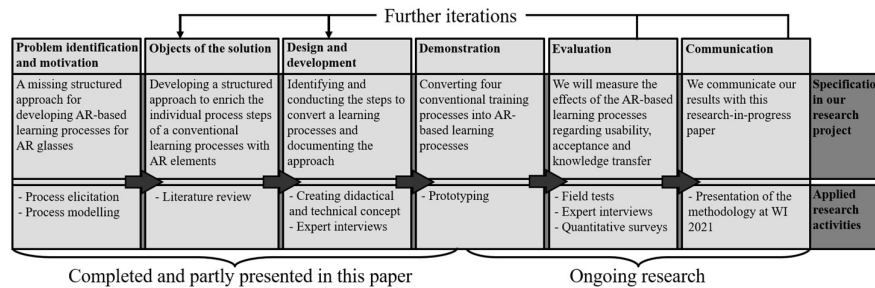 Further iterations
Problem identification
and motivation
Objects of the solution
Design and
development
Demonstration
Evaluation
Communication
A missing structured
approach for
developing AR-based
learning processes for
AR glasses
Developing a structured
approach to enrich the
individual process steps
of a conventional
learning processes with
AR elements
Identifying and
conducting the steps to
convert a learning
processes and
documenting the
approach
Converting four
conventional training
processes into AR-
based learning
processes
We will measure the
effects of the AR-based
learning processes
regarding usability,
acceptance and
knowledge transfer
We communicate our
results with this
research-in-progress
paper
Specification
in our
research
project
- Process elicitation
- Process modelling
- Literature review
- Creating didactical
and technical concept
- Expert interviews
- Prototyping
- Field tests
- Expert interviews
- Quantitative surveys
- Presentation of the
methodology at WI
2021
Applied
research
activities
Completed and partly presented in this paper
Ongoing research